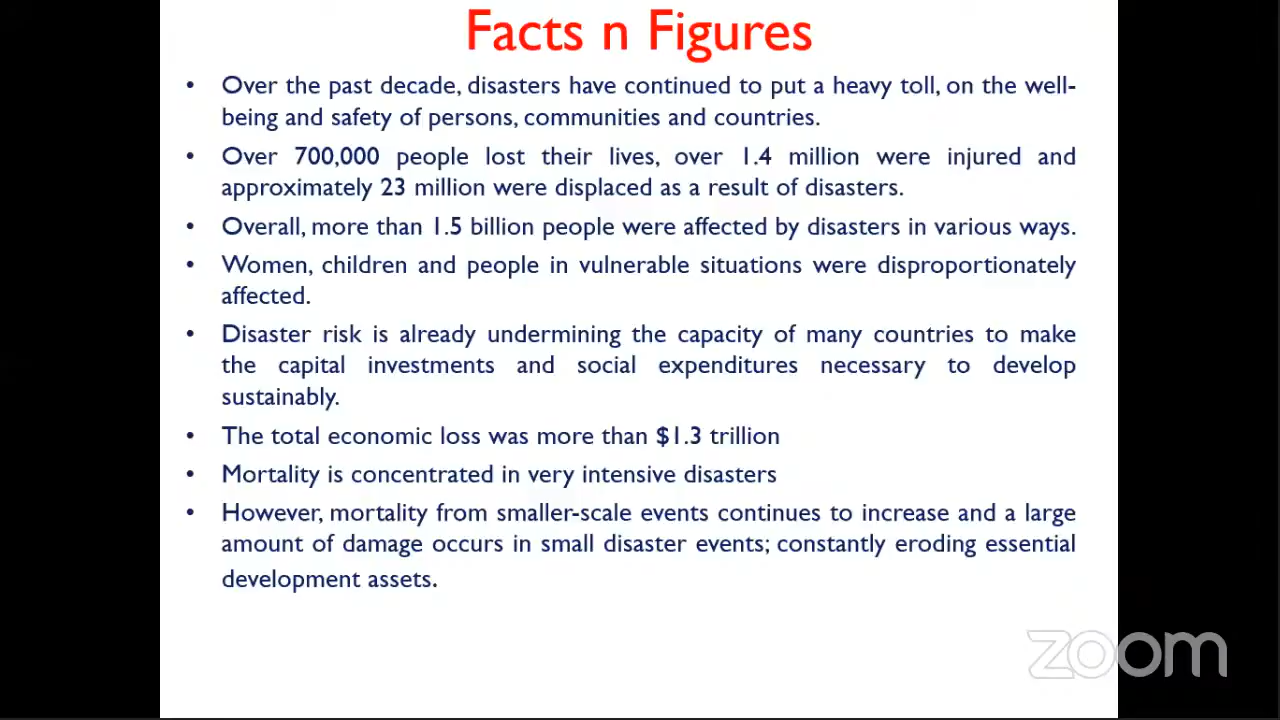 Facts n Figures
• Over the past decade, disasters have continued to put a heavy toll, on the well-
being and safety of persons, communities and countries.
• Over 700,000 people lost their lives, over 1.4 million were injured and
approximately 23 million were displaced as a result of disasters.
• Overall, more than 1.5 billion people were affected by disasters in various ways.
• Women, children and people in vulnerable situations were disproportionately
affected.
• Disaster risk is already undermining the capacity of many countries to make
the capital investments and social expenditures necessary to develop
sustainably.
• The total economic loss was more than $1.3 trillion
• Mortality is concentrated in very intensive disasters
• However, mortality from smaller-scale events continues to increase and a large
amount of damage occurs in small disaster events; constantly eroding essential
development assets.
zoom